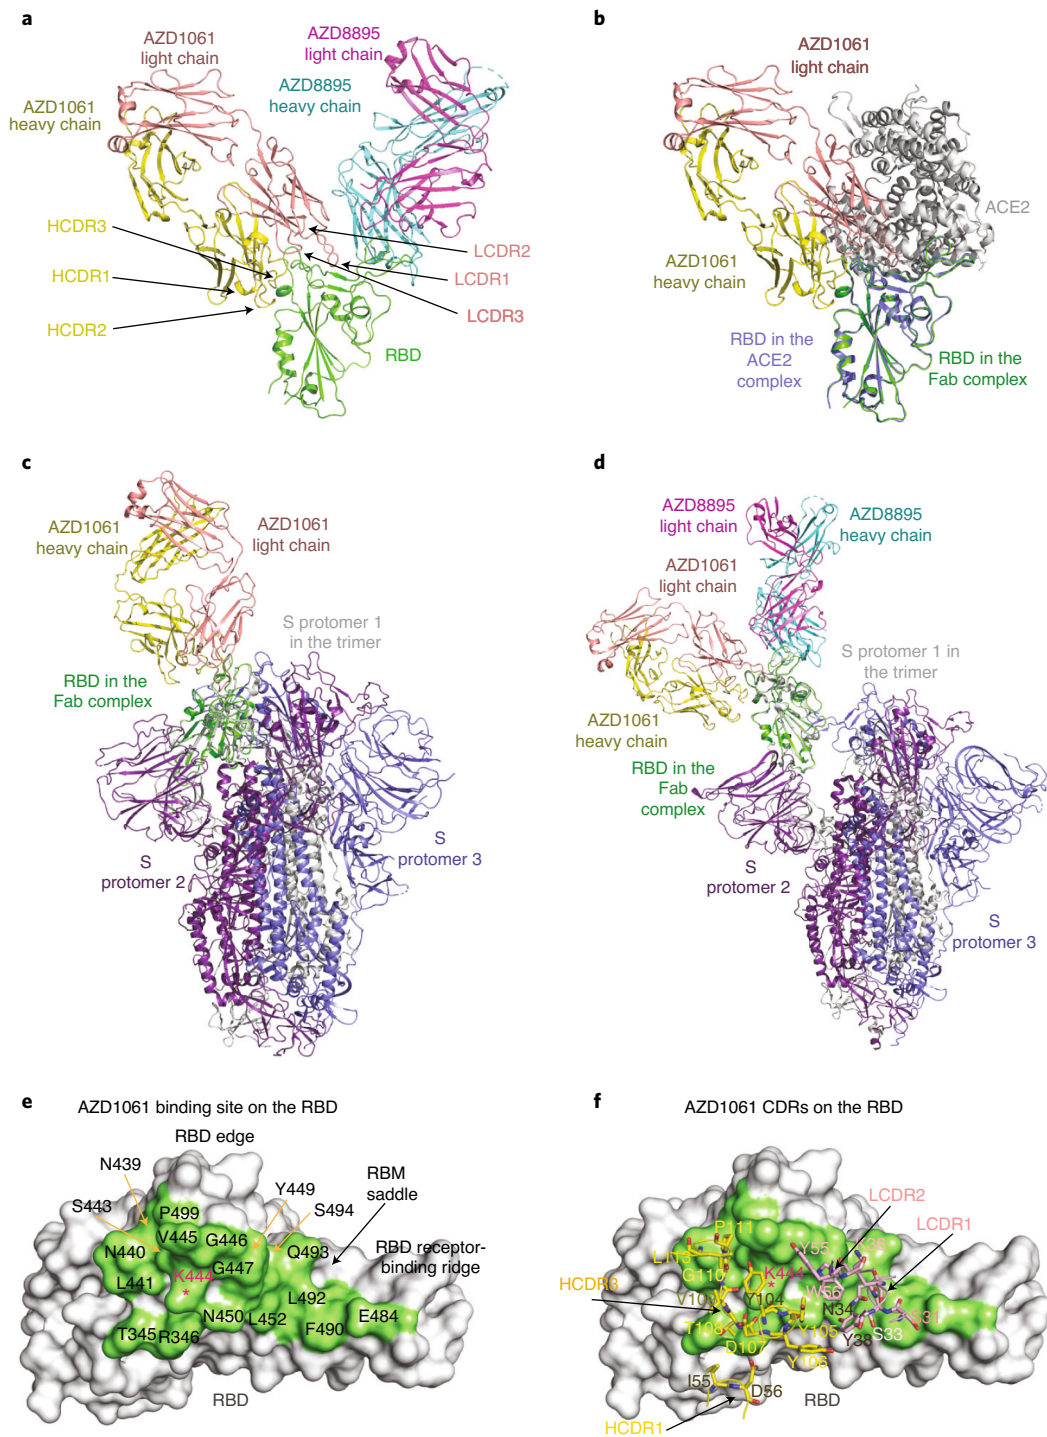 a
AZD1061
light chain
AZD8895
light chain
AZD8895
heavy chain
AZD1061
heavy chain
HCDR3
HCDR1
HCDR2
LCDR2
LCDR1
LCDR3
RBD
b
AZD1061
light chain
ACE2
AZD1061
heavy chain
RBD in the
ACE2
complex
RBD in the
Fab complex
c
AZD1061
heavy chain
AZD1061
light chain
S protomer 1
in the trimer
RBD in the
Fab complex
S
protomer 2
S
protomer 3
d
AZD8895
light chain
AZD8895
heavy chain
AZD1061
light chain
S protomer 1 in
the trimer
AZD1061
heavy chain
RBD in the
Fab
complex
S
protomer 2
S
protomer 3
e
AZD1061 binding site on the RBD
RBD edge
N439
S443
P499
V445
G446
Y449
S494
RBM
saddle
N440
G447
Q493
RBD receptor-
binding ridge
L441
K444
*
N450
L452
L492
E484
T345
R346
F490
RBD
f
AZD1061 CDRs on the RBD
LCDR2
LCDR1
P111
L113
Y55
G110
K444
*
HCDR3
Y104
W56
N34
S31
T108
Y105
Y38
S33
D107
Y106
I55
D56
HCDR1
RBD